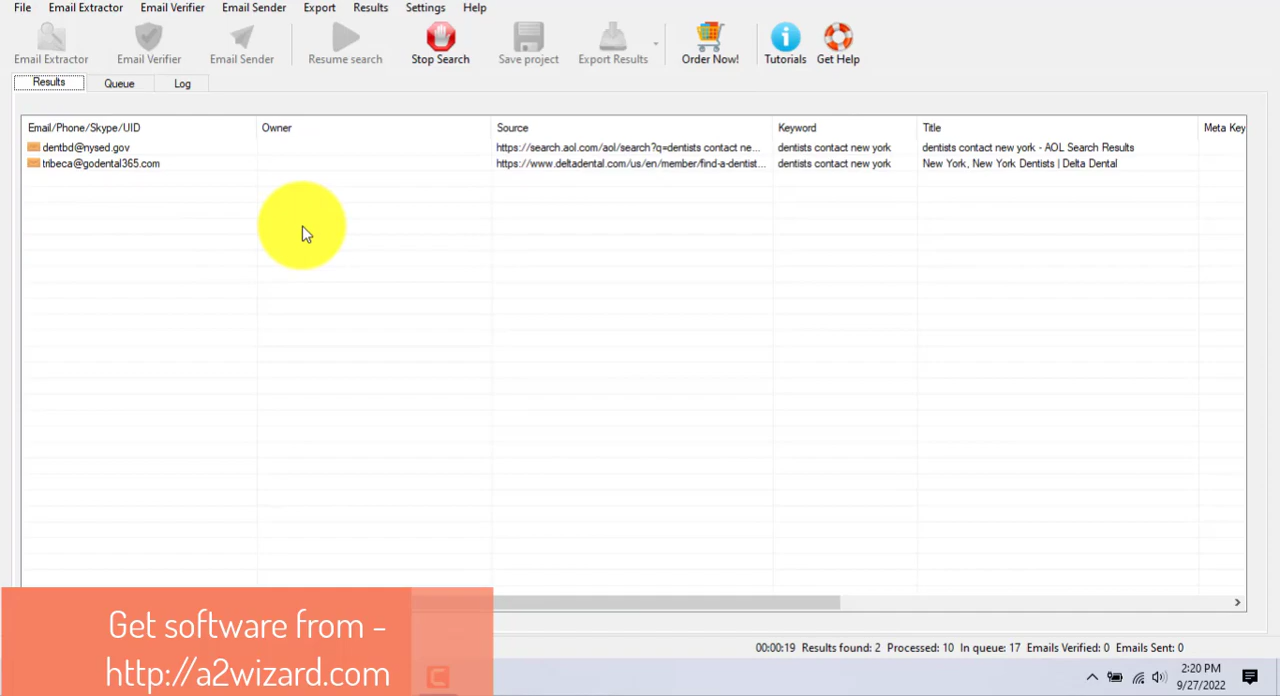 File Email Extractor Email Verifier Email Sender Export Results Settings Help
Email Extractor Email Verifier Email Sender Resume search Stop Search Save project Export Results Order Now! Tutorials Get Help
Results Queue Log
Email/Phone/Skype/UID Owner Source Keyword Title Meta Key
dentbd@nysed.gov https://search.aol.com/aol/search?q=dentists contact ne... dentists contact new york dentists contact new york - AOL Search Results
tribeca@godental365.com https://www.deltadental.com/us/en/member/find-a-dentist... dentists contact new york New York, New York Dentists | Delta Dental
Get software from -
http://a2wizard.com
00:00:19 Results found: 2 Processed: 10 In queue: 17 Emails Verified: 0 Emails Sent: 0
2:20 PM
9/27/2022